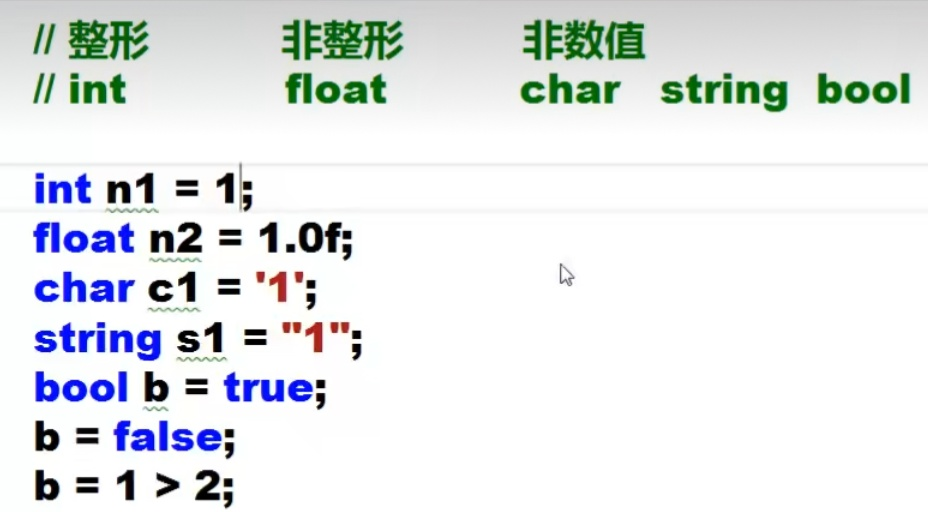 // 整形 非整形 非数值
// int float char string bool
int n1 = 1;
float n2 = 1.0f;
char c1 = '1';
string s1 = "1";
bool b = true;
b = false;
b = 1 > 2;